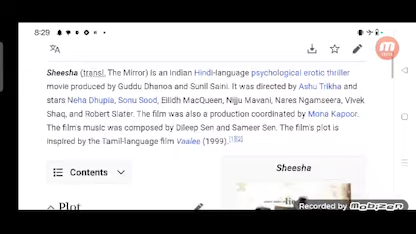 8:29
Sheesha (transl. The Mirror) is an Indian Hindi-language psychological erotic thriller
movie produced by Guddu Dhanoa and Sunil Saini. It was directed by Ashu Trikha and
stars Neha Dhupia, Sonu Sood, Eilidh MacQueen, Nijju Mavani, Nares Ngamseera, Vivek
Shaq, and Robert Slater. The film was also a production coordinated by Mona Kapoor.
The film's music was composed by Dileep Sen and Sameer Sen. The film's plot is
inspired by the Tamil-language film Vaalee (1999).[1][2]
Contents
Sheesha
Plot
Recorded by Mobizen